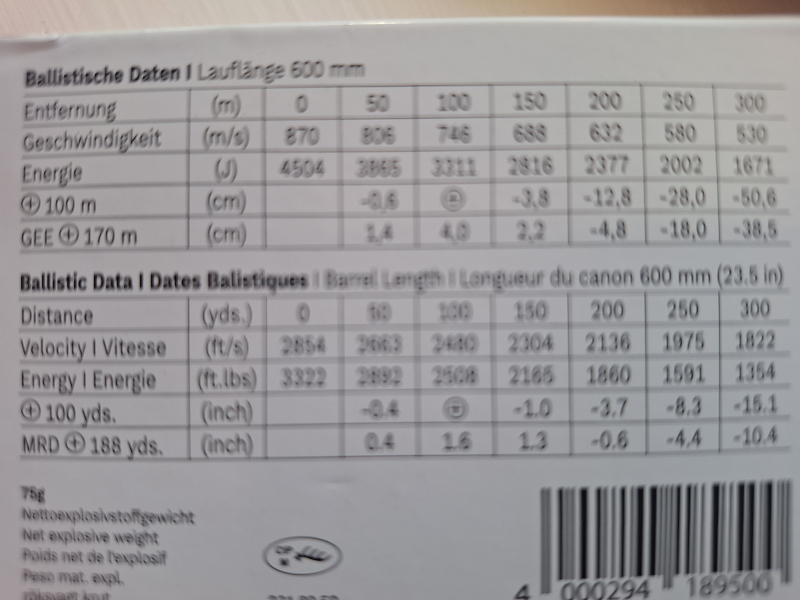 Ballistische Daten I Lauflänge 600 mm
Entfernung (m) 0 50 100 150 200 250 300
Geschwindigkeit (m/s) 870 806 746 688 632 580 530
Energie (J) 4504 3865 3311 2816 2377 2002 1671
⊕ 100 m (cm) -0,6 -3,8 -12,8 -28,0 -50,6
GEE ⊕ 170 m (cm) 1,4 4,0 2,2 -4,8 -18,0 -38,5
Ballistic Data I Dates Balistiques I Barrel Length I Longueur du canon 600 mm (23.5 in)
Distance (yds.) 0 50 100 150 200 250 300
Velocity I Vitesse (ft/s) 2854 2663 2480 2304 2136 1975 1822
Energy I Energie (ft.lbs) 3322 2892 2508 2165 1860 1591 1354
⊕ 100 yds. (inch) -0.4 -1.0 -3.7 -8.3 -15.1
MRD ⊕ 188 yds. (inch) 0.4 1.6 1.3 -0.6 -4.4 -10.4
75g
Nettoexplosivstoffgewicht
Net explosive weight
Poids net de l'explosif
Peso mat. expl.
4 000294 189500